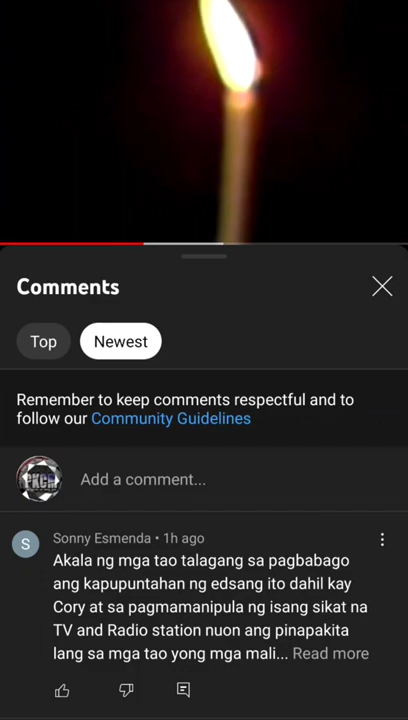 Comments
Top
Newest
Remember to keep comments respectful and to
follow our Community Guidelines
PKCM
Add a comment...
S
Sonny Esmenda • 1h ago
Akala ng mga tao talagang sa pagbabago
ang kapupuntahan ng edsang ito dahil kay
Cory at sa pagmamanipula ng isang sikat na
TV and Radio station nuon ang pinapakita
lang sa mga tao yong mga mali... Read more